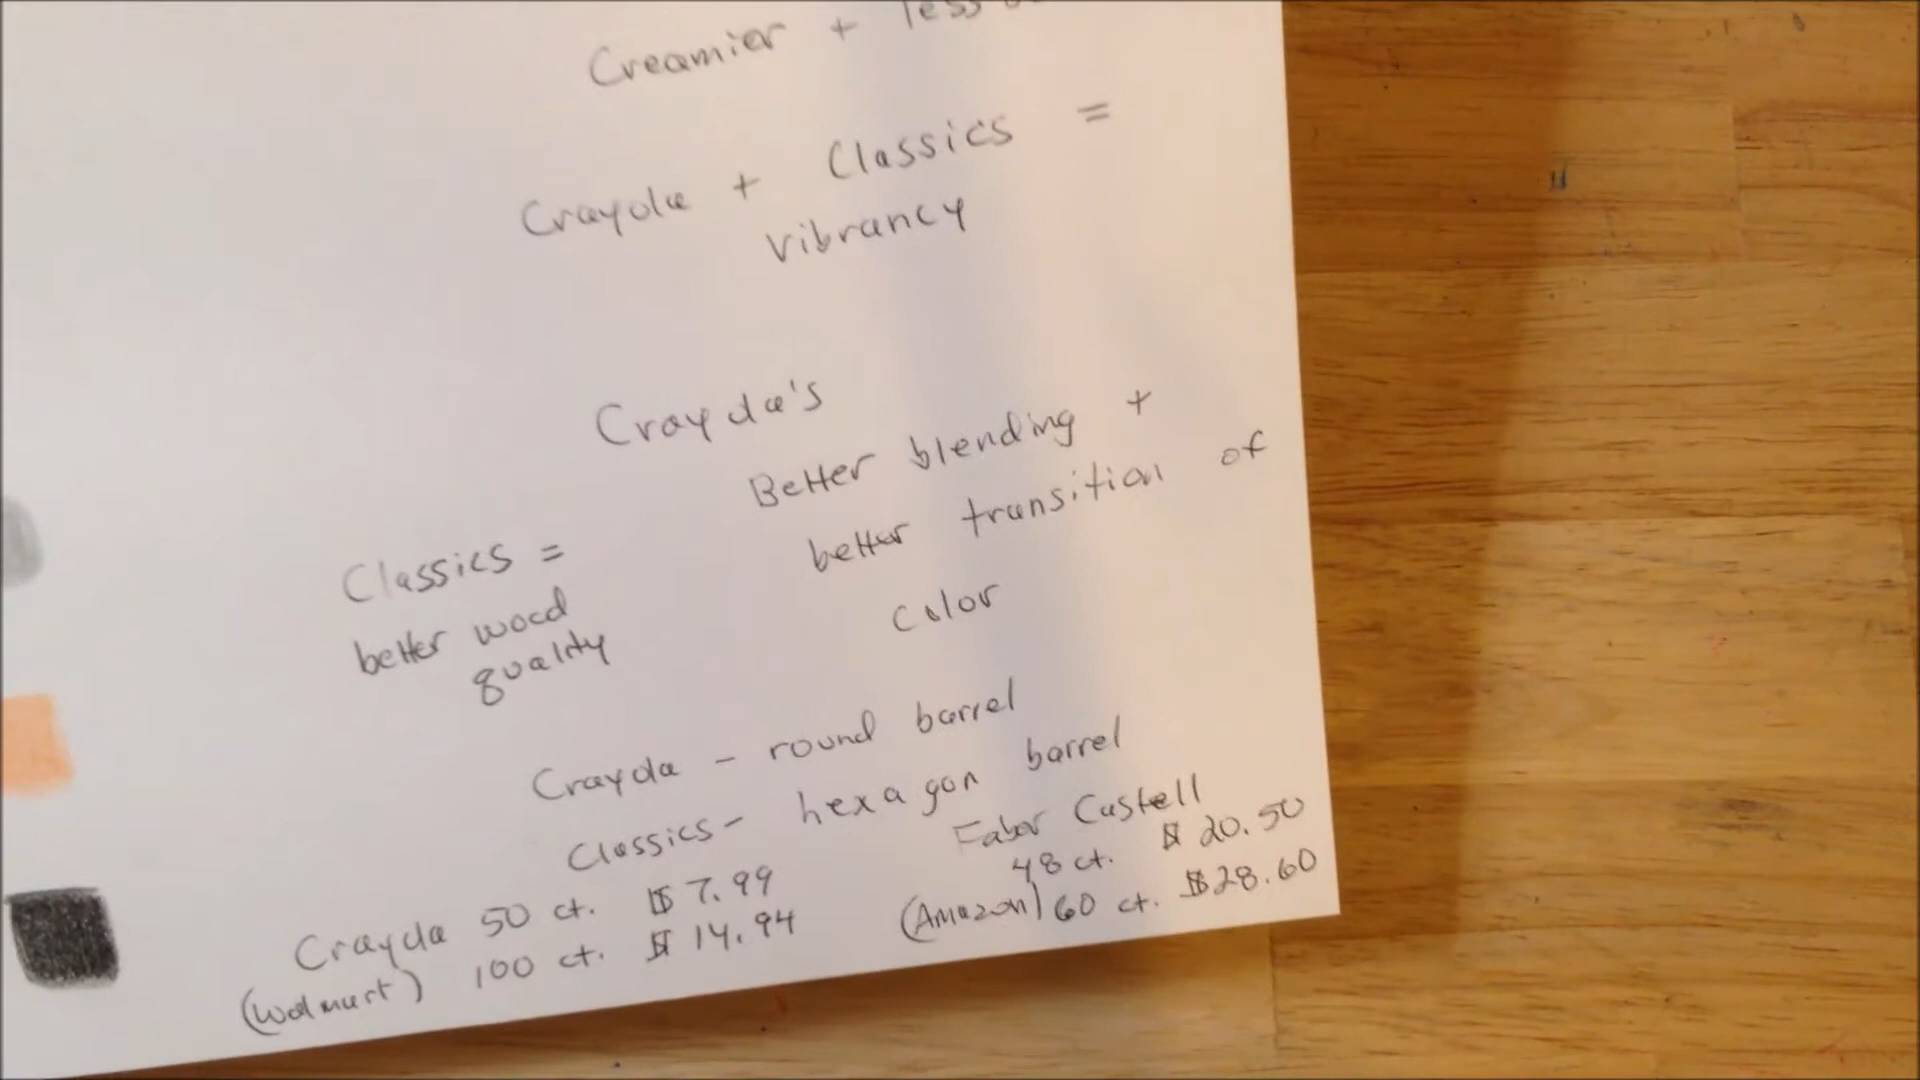 Creamier + less
Crayola + Classics =
vibrancy
Crayola's
Better blending +
better transition of
color
Classics =
better wood
quality
Crayola - round barrel
Classics - hexagon barrel
Crayola 50 ct. $7.99
(Walmart) 100 ct. $14.94
Faber Castell
48 ct. $20.50
(Amazon) 60 ct. $28.60